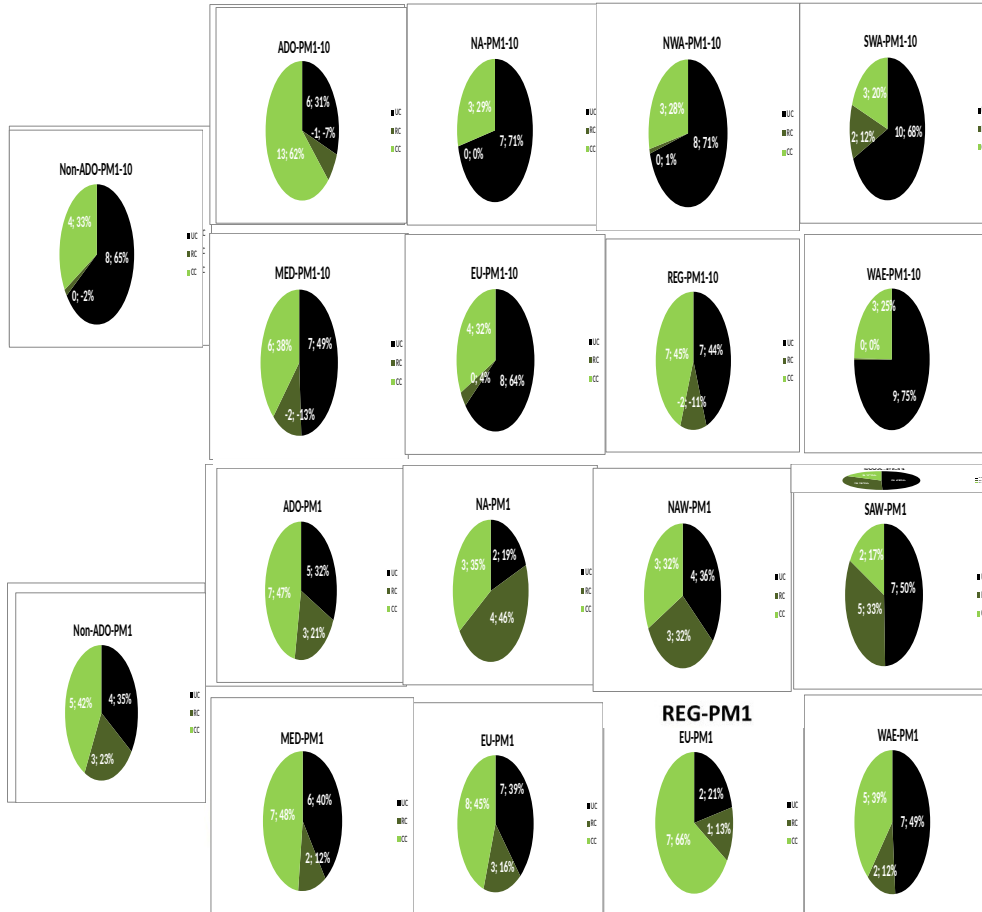 ADO-PM1-10
6; 31%
-1; -7%
13; 62%
UC
RC
CC
NA-PM1-10
3; 29%
7; 71%
0; 0%
UC
RC
CC
NWA-PM1-10
3; 28%
8; 71%
0; 1%
UC
RC
CC
SWA-PM1-10
3; 20%
2; 12%
10; 68%
Non-ADO-PM1-10
4; 33%
8; 65%
0; -2%
UC
RC
CC
MED-PM1-10
6; 38%
7; 49%
-2; -13%
UC
RC
CC
EU-PM1-10
4; 32%
0; 4%
8; 64%
UC
RC
CC
REG-PM1-10
7; 45%
7; 44%
-2; -11%
UC
RC
CC
WAE-PM1-10
3; 25%
0; 0%
9; 75%
ADO-PM1
5; 32%
7; 47%
3; 21%
UC
RC
CC
NA-PM1
2; 19%
3; 35%
4; 46%
UC
RC
CC
NAW-PM1
3; 32%
4; 36%
3; 32%
UC
RC
CC
SAW-PM1
2; 17%
7; 50%
5; 33%
Non-ADO-PM1
5; 42%
4; 35%
3; 23%
UC
RC
CC
MED-PM1
6; 40%
7; 48%
2; 12%
UC
RC
CC
EU-PM1
7; 39%
8; 45%
3; 16%
UC
RC
CC
REG-PM1
EU-PM1
2; 21%
1; 13%
7; 66%
UC
RC
CC
WAE-PM1
5; 39%
7; 49%
2; 12%
UC
RC
CC